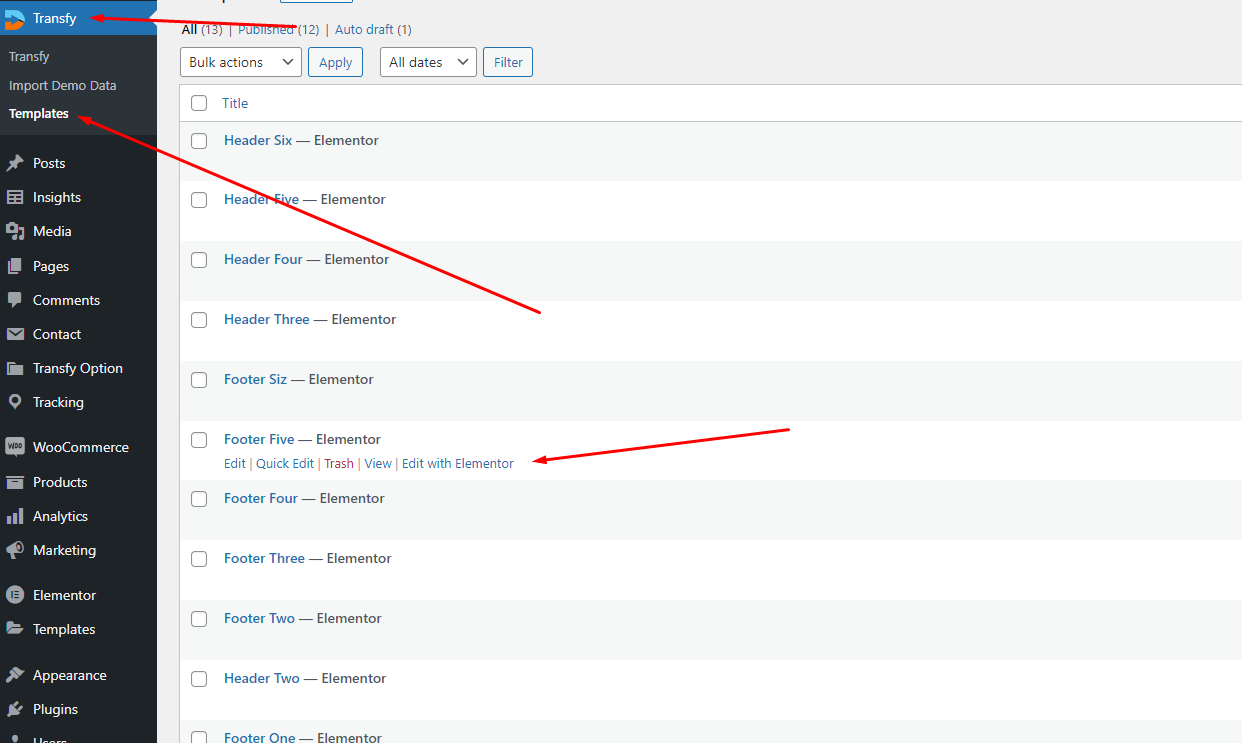 Transfy
Transfy
Import Demo Data
Templates
Posts
Insights
Media
Pages
Comments
Contact
Transfy Option
Tracking
WooCommerce
Products
Analytics
Marketing
Elementor
Templates
Appearance
Plugins
Users
All (13) | Published (12) | Auto draft (1)
Bulk actions Apply All dates Filter
Title
Header Six — Elementor
Header Five — Elementor
Header Four — Elementor
Header Three — Elementor
Footer Siz — Elementor
Footer Five — Elementor
Edit | Quick Edit | Trash | View | Edit with Elementor
Footer Four — Elementor
Footer Three — Elementor
Footer Two — Elementor
Header Two — Elementor
Footer One — Elementor